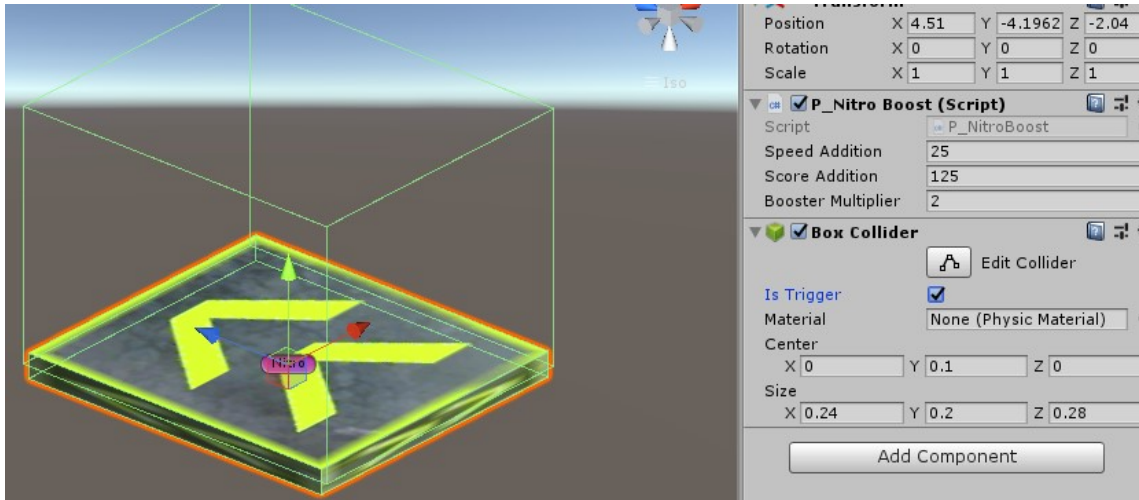 Iso
Nitro
Transform
Position X 4.51 Y -4.1962 Z -2.04
Rotation X 0 Y 0 Z 0
Scale X 1 Y 1 Z 1
P_Nitro Boost (Script)
Script P_NitroBoost
Speed Addition 25
Score Addition 125
Booster Multiplier 2
Box Collider
Edit Collider
Is Trigger
Material None (Physic Material)
Center
X 0 Y 0.1 Z 0
Size
X 0.24 Y 0.2 Z 0.28
Add Component